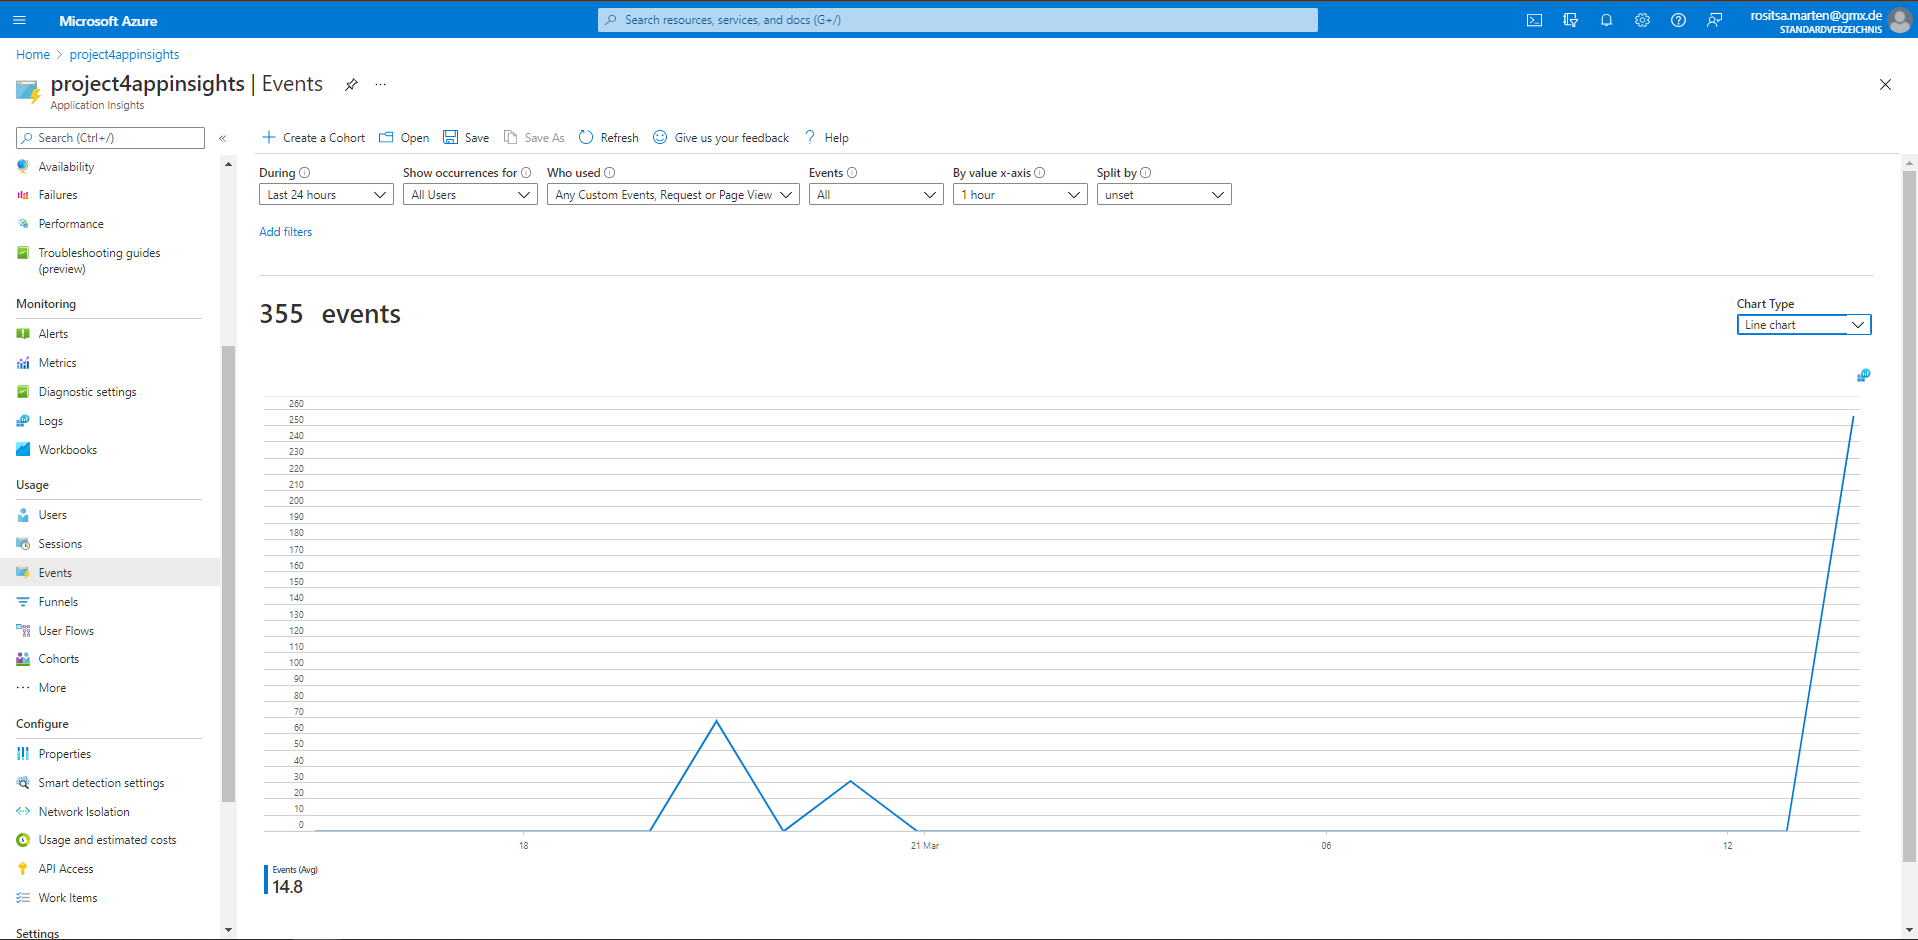 Microsoft Azure
Search resources, services, and docs (G+/)
rositsa.marten@gmx.de
STANDARDVERZEICHNIS
Home > project4appinsights
project4appinsights | Events
Application Insights
Search (Ctrl+/)
Create a Cohort Open Save Save As Refresh Give us your feedback Help
Availability
Failures
Performance
Troubleshooting guides
(preview)
Monitoring
Alerts
Metrics
Diagnostic settings
Logs
Workbooks
Usage
Users
Sessions
Events
Funnels
User Flows
Cohorts
More
Configure
Properties
Smart detection settings
Network Isolation
Usage and estimated costs
API Access
Work Items
Settings
During Show occurrences for Who used Events By value x-axis Split by
Last 24 hours All Users Any Custom Events, Request or Page View All 1 hour unset
Add filters
355 events
Chart Type
Line chart
260
250
240
230
220
210
200
190
180
170
160
150
140
130
120
110
100
90
80
70
60
50
40
30
20
10
0
18 21 Mar 06 12
Events (Avg)
14.8